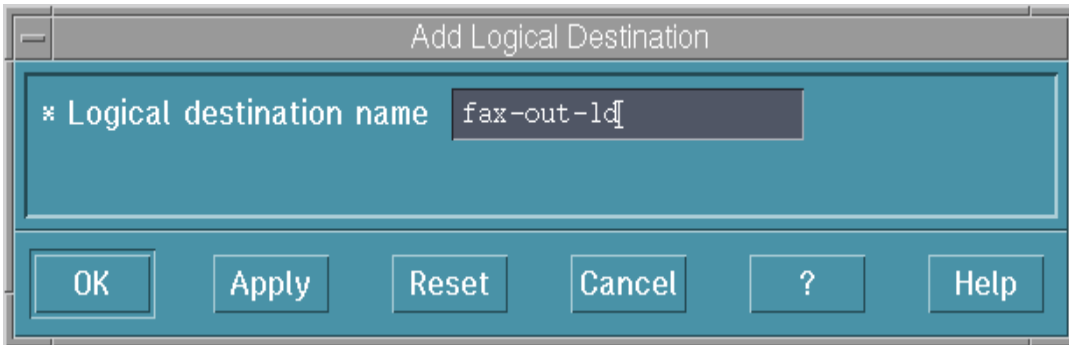 Add Logical Destination
* Logical destination name fax-out-ld
OK Apply Reset Cancel ? Help